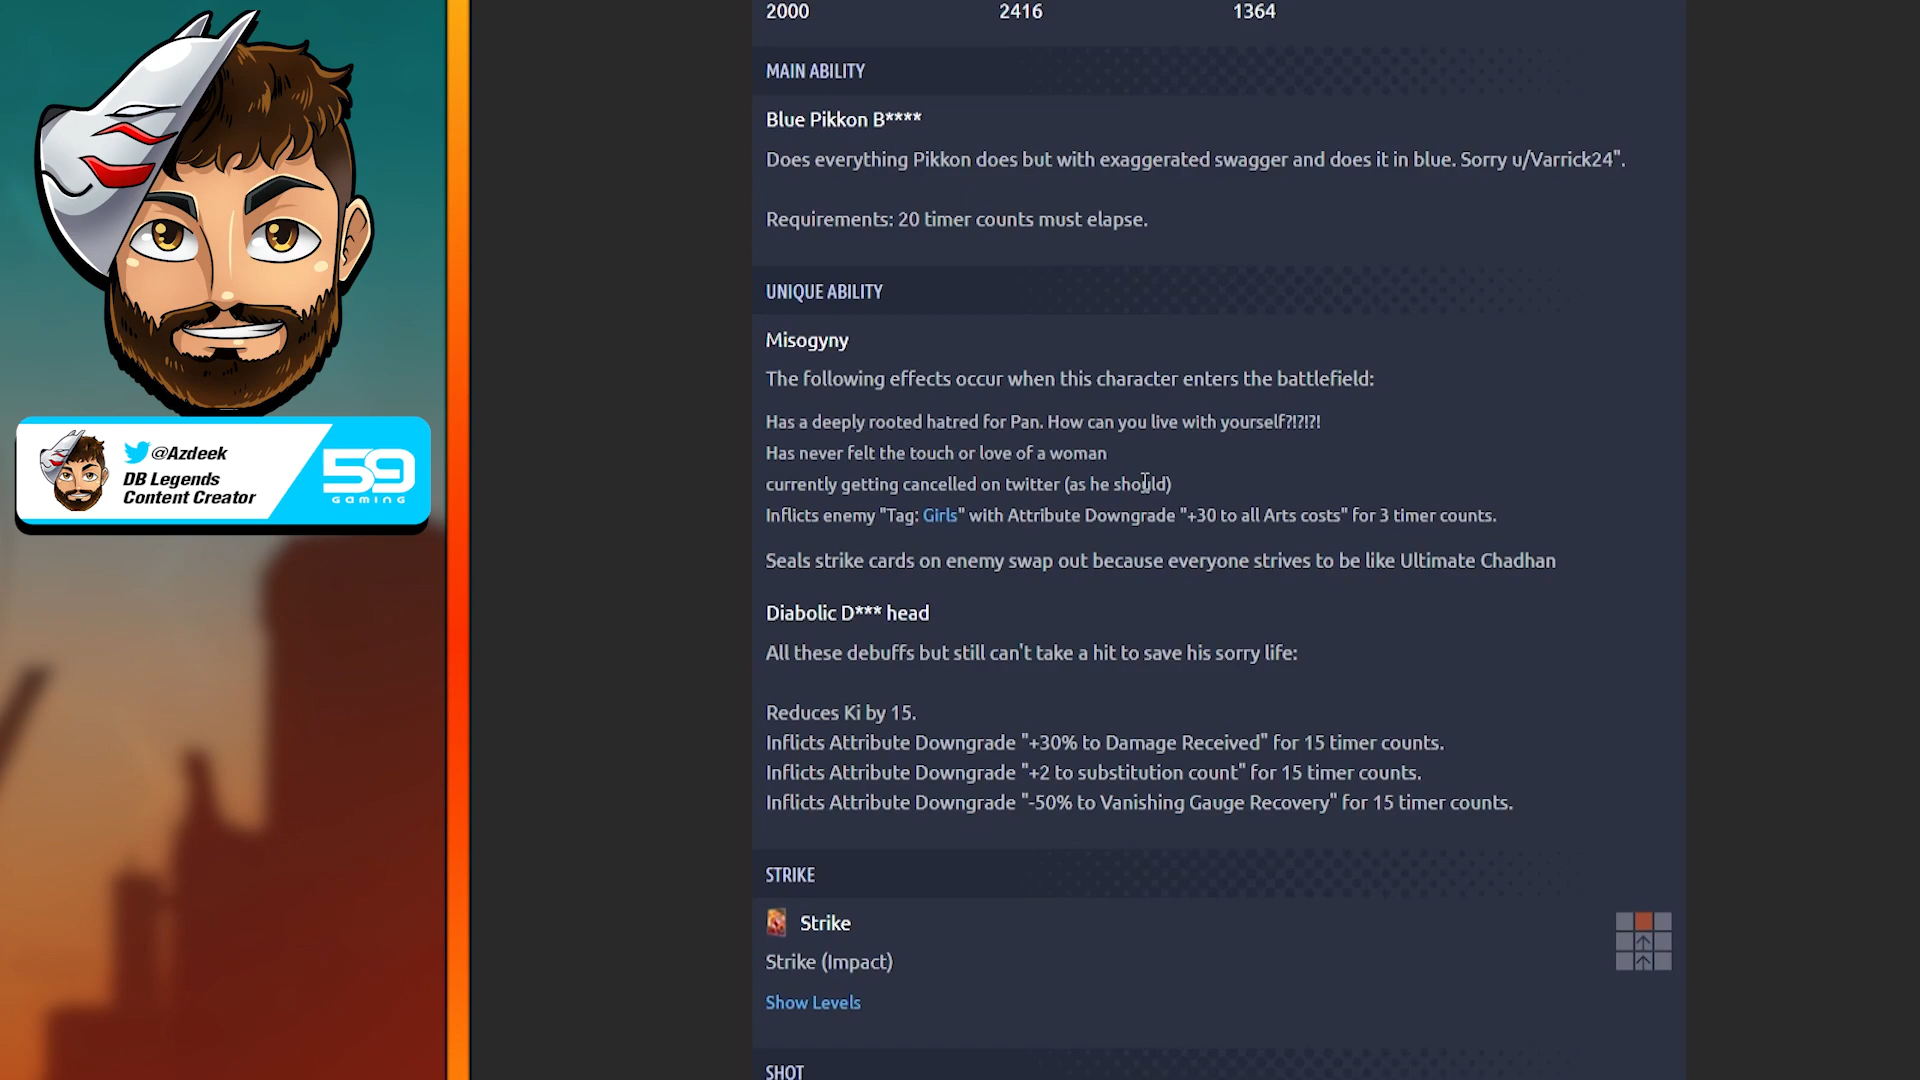 @Azdeek
DB Legends
Content Creator
59
GAMING
2000 2416 1364
MAIN ABILITY
Blue Pikkon B****
Does everything Pikkon does but with exaggerated swagger and does it in blue. Sorry u/Varrick24".
Requirements: 20 timer counts must elapse.
UNIQUE ABILITY
Misogyny
The following effects occur when this character enters the battlefield:
Has a deeply rooted hatred for Pan. How can you live with yourself?!?!?!
Has never felt the touch or love of a woman
currently getting cancelled on twitter (as he should)
Inflicts enemy "Tag: Girls" with Attribute Downgrade "+30 to all Arts costs" for 3 timer counts.
Seals strike cards on enemy swap out because everyone strives to be like Ultimate Chadhan
Diabolic D*** head
All these debuffs but still can't take a hit to save his sorry life:
Reduces Ki by 15.
Inflicts Attribute Downgrade "+30% to Damage Received" for 15 timer counts.
Inflicts Attribute Downgrade "+2 to substitution count" for 15 timer counts.
Inflicts Attribute Downgrade "-50% to Vanishing Gauge Recovery" for 15 timer counts.
STRIKE
Strike
Strike (Impact)
Show Levels
SHOT